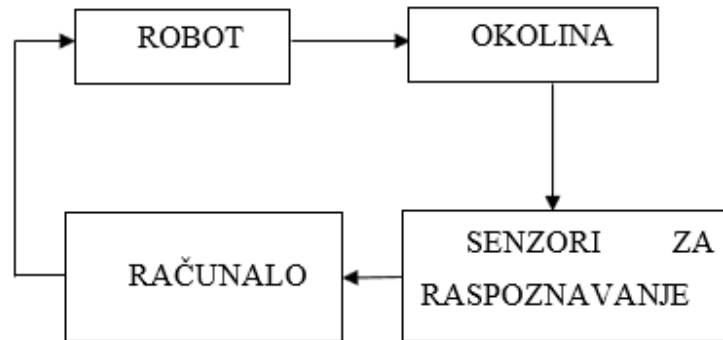 ROBOT
OKOLINA
RAČUNALO
SENZORI ZA
RASPOZNAVANJE